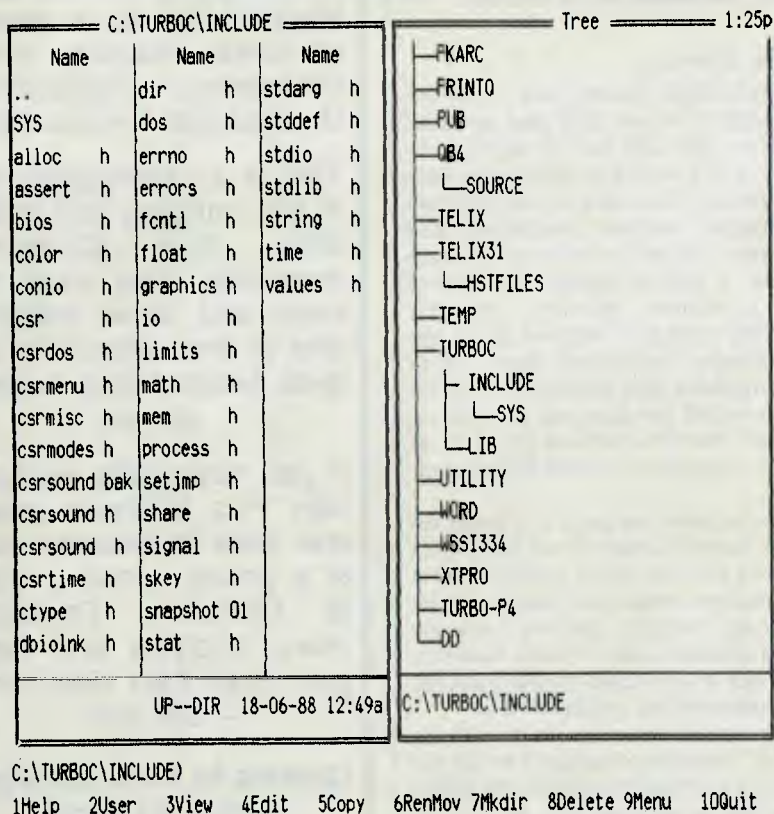 C:\TURBOC\INCLUDE
Name Name Name
.. dir h stdarg h
SYS dos h stddef h
alloc h errno h stdio h
assert h errors h stdlib h
bios h fcntl h string h
color h float h time h
conio h graphics h values h
csr h io h
csrdos h limits h
csrmenu h math h
csrmisc h mem h
csrmodes h process h
csrsound bak setjmp h
csrsound h share h
csrsound h signal h
csrtime h skey h
ctype h snapshot 01
dbiolnk h stat h
UP--DIR 18-06-88 12:49a
Tree 1:25p
PKARC
PRINTQ
PUB
QB4
SOURCE
TELIX
TELIX31
HSTFILES
TEMP
TURBOC
INCLUDE
SYS
LIB
UTILITY
WORD
WSSI334
XTPRO
TURBO-P4
DD
C:\TURBOC\INCLUDE
C:\TURBOC\INCLUDE)
1Help 2User 3View 4Edit 5Copy 6RenMov 7Mkdir 8Delete 9Menu 10Quit